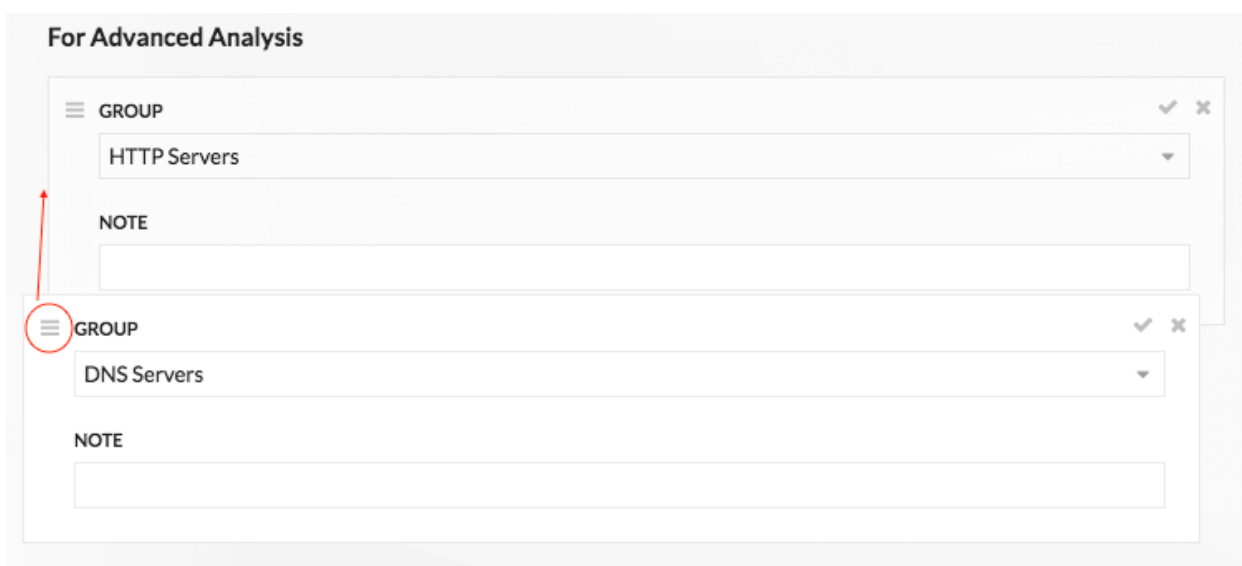 For Advanced Analysis
GROUP
HTTP Servers
NOTE
GROUP
DNS Servers
NOTE